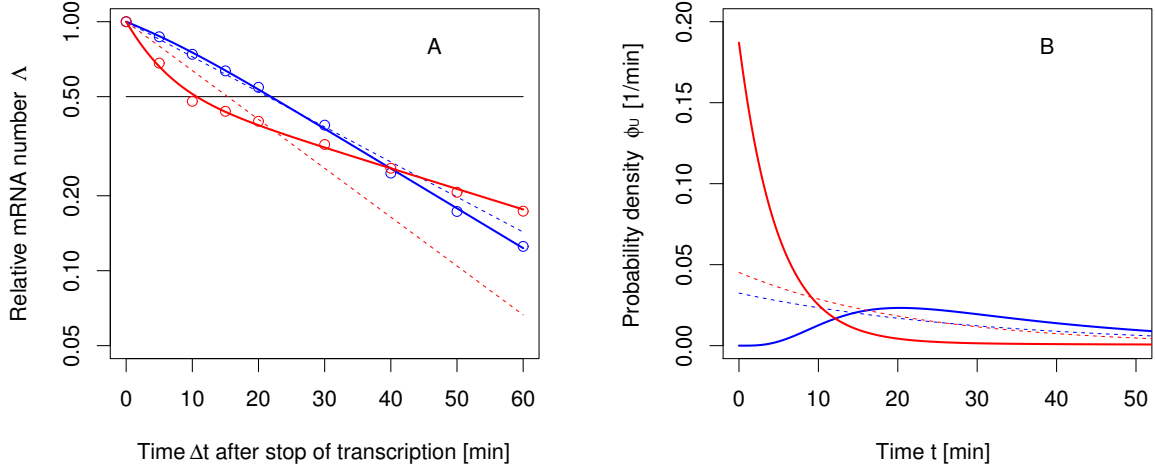 A
Relative mRNA number Λ
1.00
0.50
0.20
0.10
0.05
0 10 20 30 40 50 60
Time Δt after stop of transcription [min]
B
Probability density ϕU [1/min]
0.20
0.15
0.10
0.05
0.00
0 10 20 30 40 50
Time t [min]